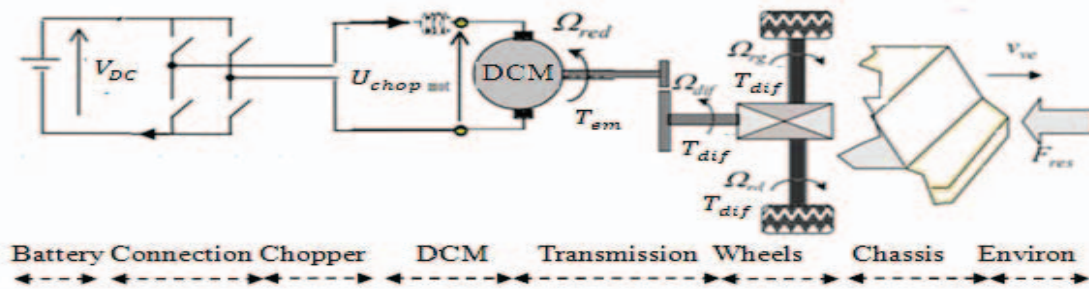 V_DC
U_chop mot
DCM
Ω_red
T_em
Ω_dif
T_dif
Ω_rg
T_dif
Ω_rd
T_dif
v_ve
F_res
Battery Connection Chopper DCM Transmission Wheels Chassis Environ